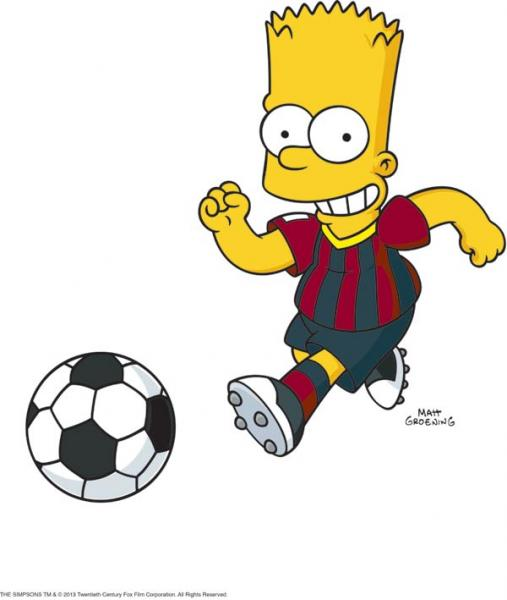 MATT
GROENING
THE SIMPSONS TM & © 2013 Twentieth Century Fox Film Corporation. All Rights Reserved.